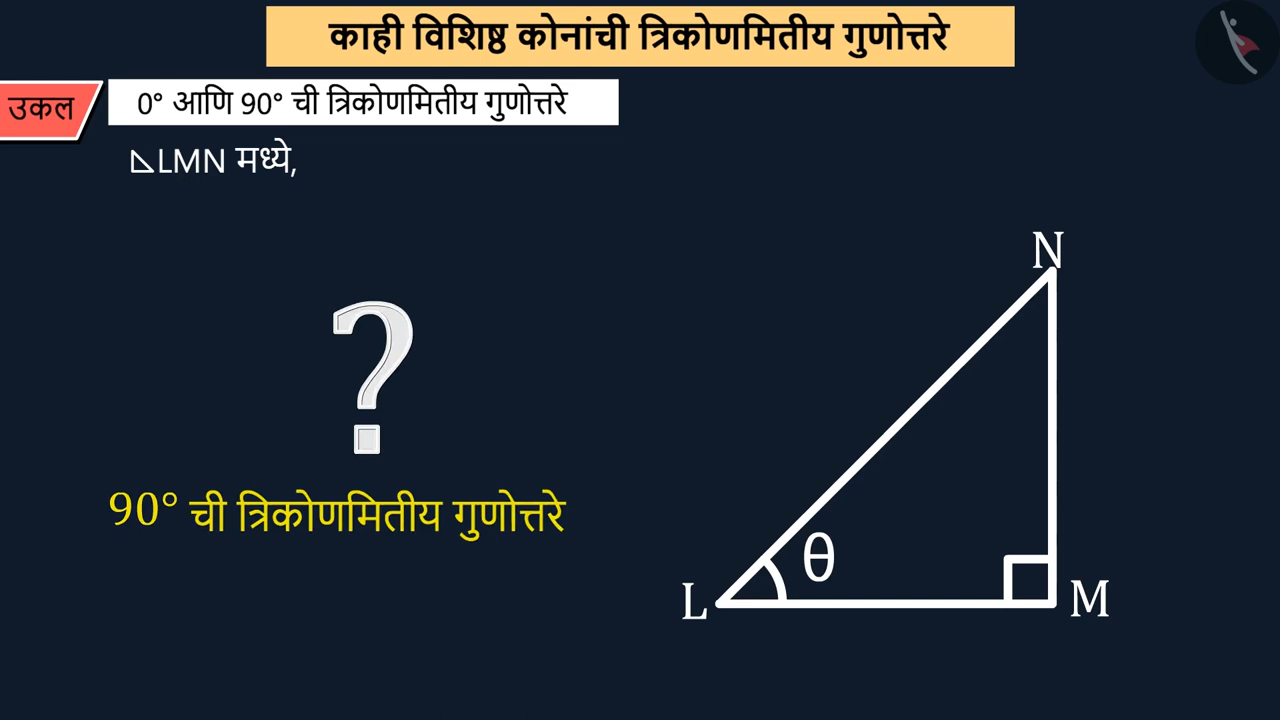 काही विशिष्ठ कोनांची त्रिकोणमितीय गुणोत्तरे
उकल
0° आणि 90° ची त्रिकोणमितीय गुणोत्तरे
⊿LMN मध्ये,
N
?
90° ची त्रिकोणमितीय गुणोत्तरे
θ
L
M